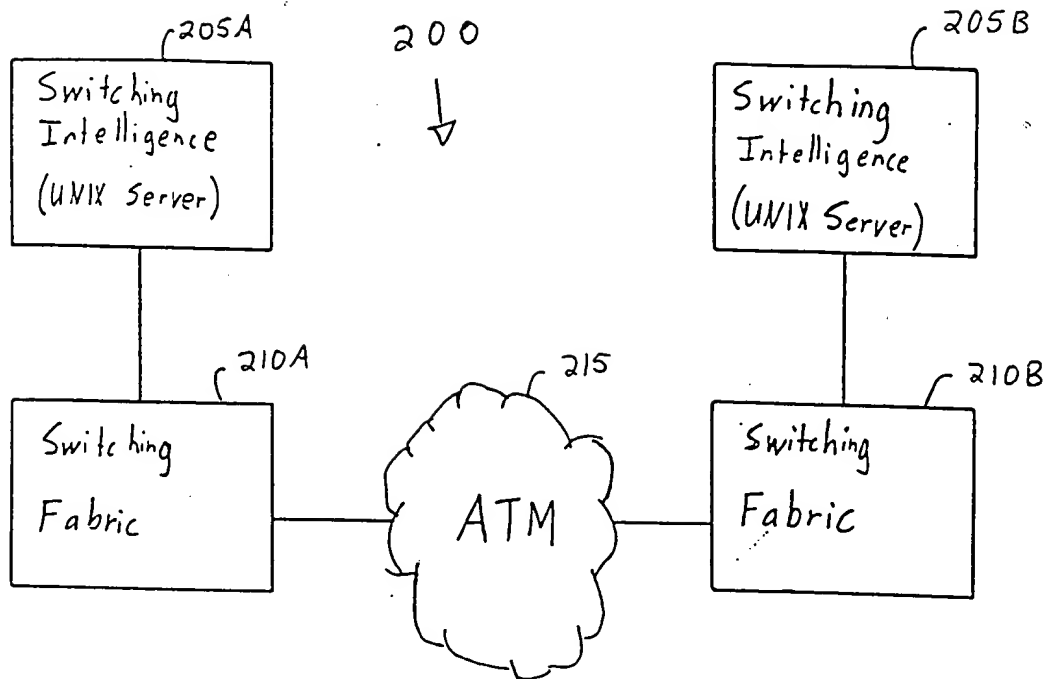 205A
200
205B
Switching
Intelligence
(UNIX Server)
Switching
Intelligence
(UNIX Server)
210A
215
210B
Switching
Fabric
ATM
Switching
Fabric